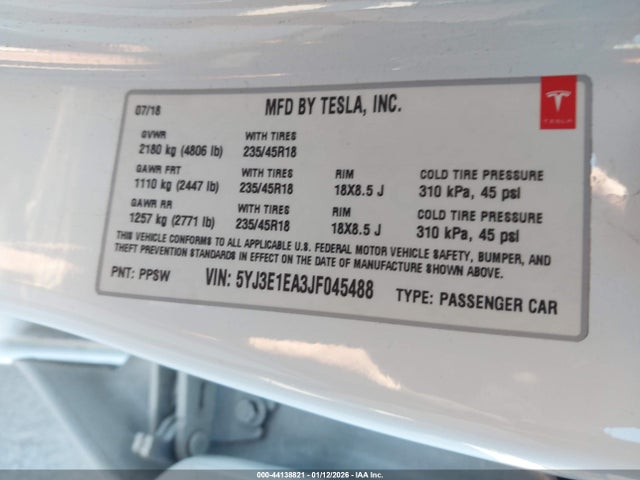 07/18 MFD BY TESLA, INC.
TESLA
GVWR WITH TIRES
2180 kg (4806 lb) 235/45R18
GAWR FRT WITH TIRES RIM COLD TIRE PRESSURE
1110 kg (2447 lb) 235/45R18 18X8.5 J 310 kPa, 45 psi
GAWR RR WITH TIRES RIM COLD TIRE PRESSURE
1257 kg (2771 lb) 235/45R18 18X8.5 J 310 kPa, 45 psi
THIS VEHICLE CONFORMS TO ALL APPLICABLE U.S. FEDERAL MOTOR VEHICLE SAFETY, BUMPER, AND
THEFT PREVENTION STANDARDS IN EFFECT ON THE DATE OF MANUFACTURE SHOWN ABOVE.
PNT: PPSW VIN: 5YJ3E1EA3JF045488 TYPE: PASSENGER CAR
000-44138821 - 01/12/2026 - IAA Inc.